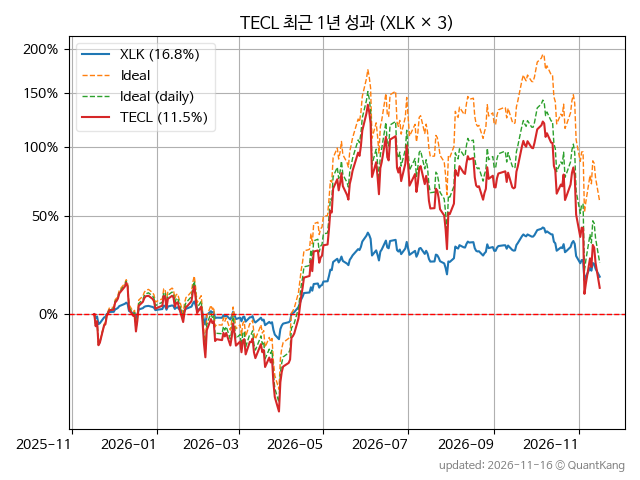 TECL 최근 1년 성과 (XLK × 3)
200%
150%
100%
50%
0%
XLK (16.8%)
Ideal
Ideal (daily)
TECL (11.5%)
2025-11
2026-01
2026-03
2026-05
2026-07
2026-09
2026-11
updated: 2026-11-16 © QuantKang